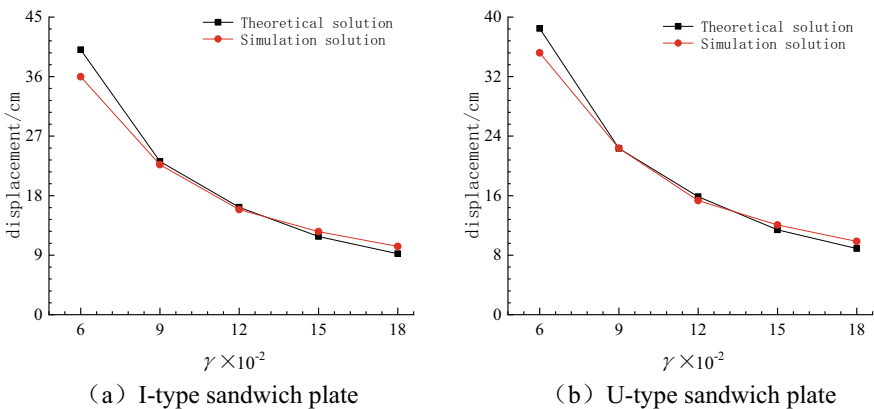 Theoretical solution
Simulation solution
displacement/cm
45
36
27
18
9
0
6 9 12 15 18
γ×10⁻²
(a) I-type sandwich plate
Theoretical solution
Simulation solution
displacement/cm
40
32
24
16
8
0
6 9 12 15 18
γ×10⁻²
(b) U-type sandwich plate